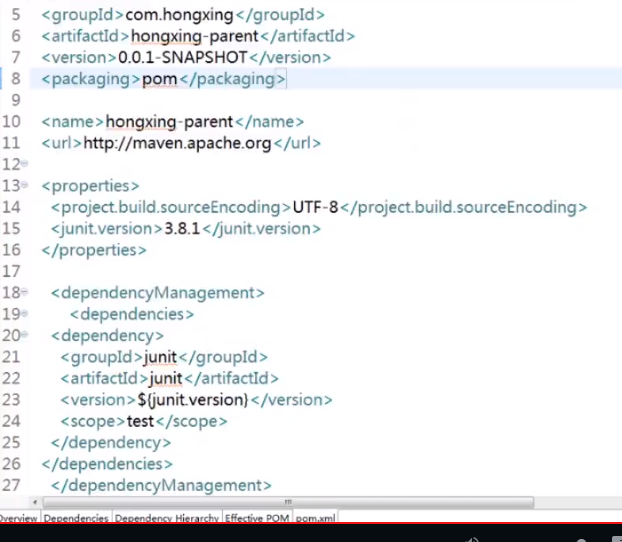 5 <groupId>com.hongxing</groupId>
6 <artifactId>hongxing-parent</artifactId>
7 <version>0.0.1-SNAPSHOT</version>
8 <packaging>pom</packaging>
9
10 <name>hongxing-parent</name>
11 <url>http://maven.apache.org</url>
12
13 <properties>
14 <project.build.sourceEncoding>UTF-8</project.build.sourceEncoding>
15 <junit.version>3.8.1</junit.version>
16 </properties>
17
18 <dependencyManagement>
19 <dependencies>
20 <dependency>
21 <groupId>junit</groupId>
22 <artifactId>junit</artifactId>
23 <version>${junit.version}</version>
24 <scope>test</scope>
25 </dependency>
26 </dependencies>
27 </dependencyManagement>
Overview Dependencies Dependency Hierarchy Effective POM pom.xml